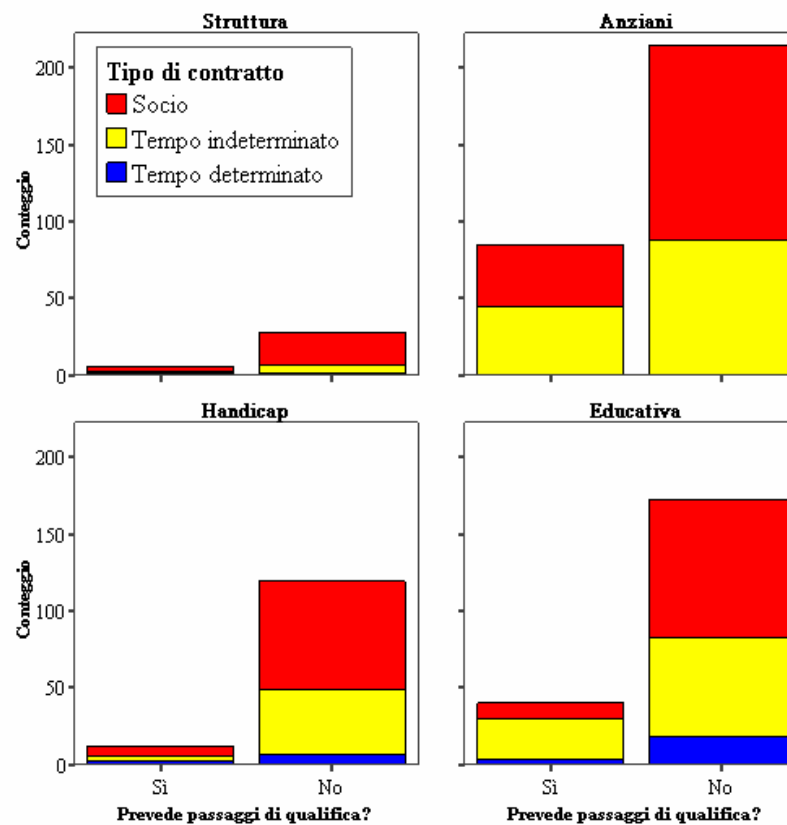 Struttura
Anziani
Tipo di contratto
Socio
Tempo indeterminato
Tempo determinato
Conteggio
200
150
100
50
0
Handicap
Educativa
Conteggio
200
150
100
50
0
Sì
No
Sì
No
Prevede passaggi di qualifica?
Prevede passaggi di qualifica?